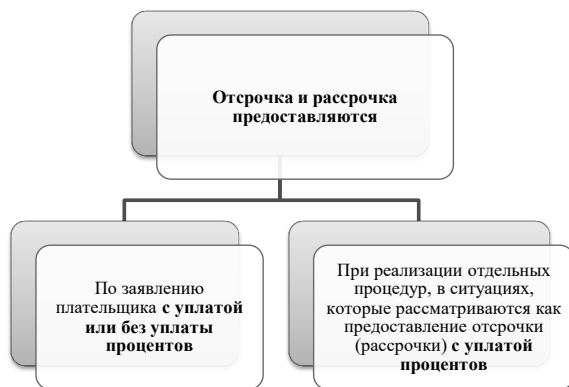 Отсрочка и рассрочка
предоставляются
По заявлению
плательщика с уплатой
или без уплаты
процентов
При реализации отдельных
процедур, в ситуациях,
которые рассматриваются как
предоставление отсрочки
(рассрочки) с уплатой
процентов